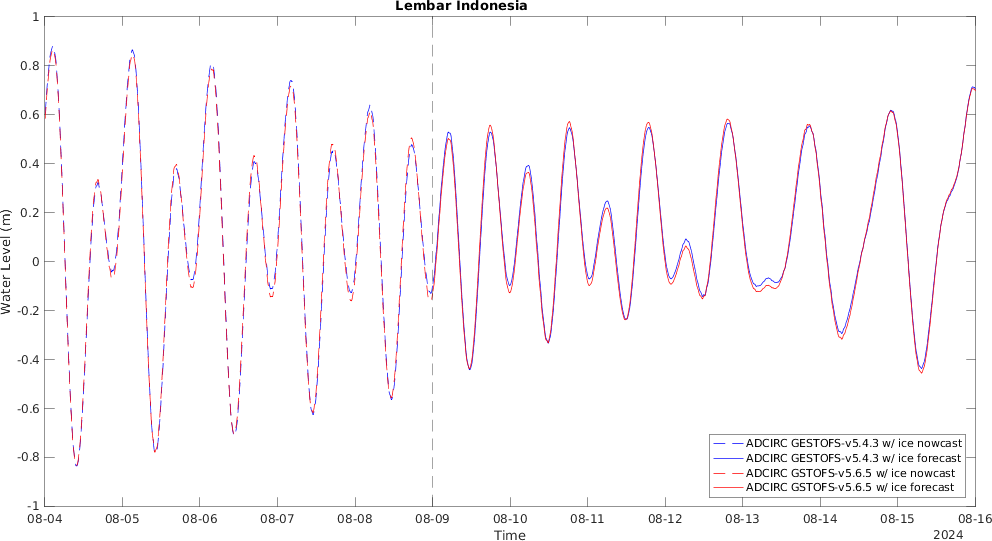 Lembar Indonesia
1
0.8
0.6
0.4
0.2
0
-0.2
-0.4
-0.6
-0.8
-1
Water Level (m)
ADCIRC GESTOFS-v5.4.3 w/ ice nowcast
ADCIRC GESTOFS-v5.4.3 w/ ice forecast
ADCIRC GSTOFS-v5.6.5 w/ ice nowcast
ADCIRC GSTOFS-v5.6.5 w/ ice forecast
08-04 08-05 08-06 08-07 08-08 08-09 08-10 08-11 08-12 08-13 08-14 08-15 08-16
Time
2024